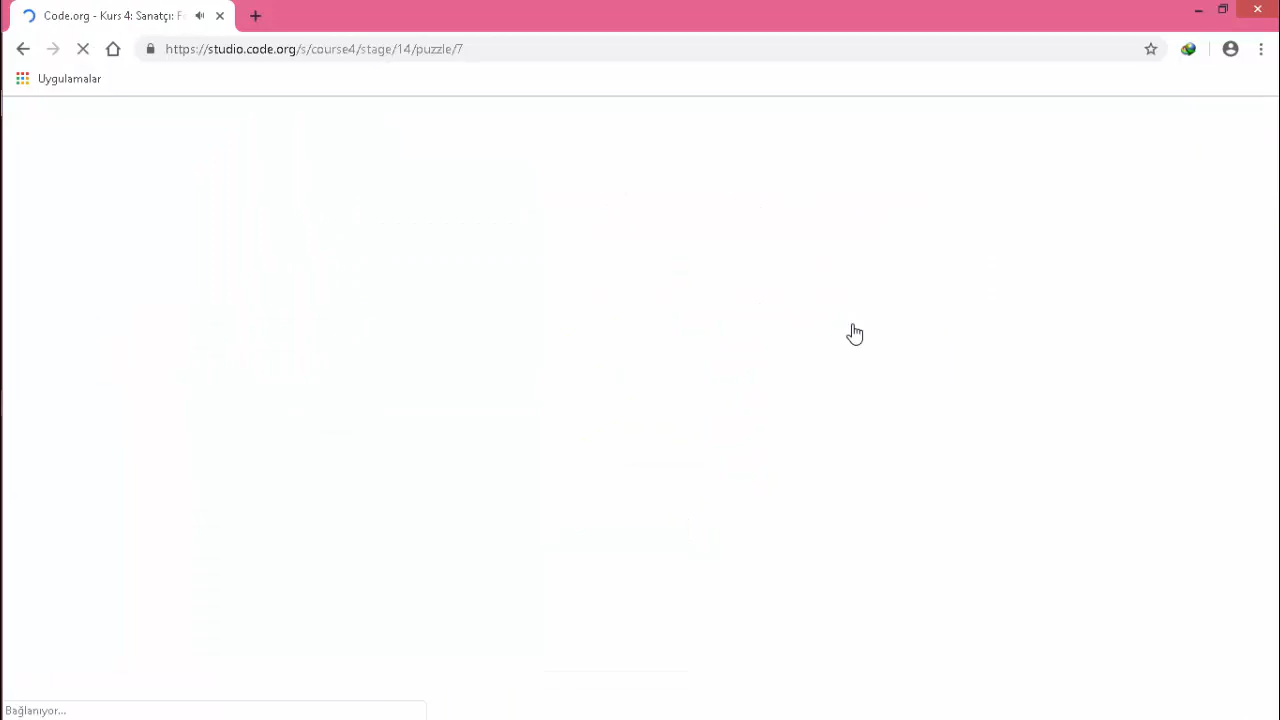 Code.org - Kurs 4: Sanatçı: F
https://studio.code.org/s/course4/stage/14/puzzle/7
Uygulamalar
Bağlanıyor...